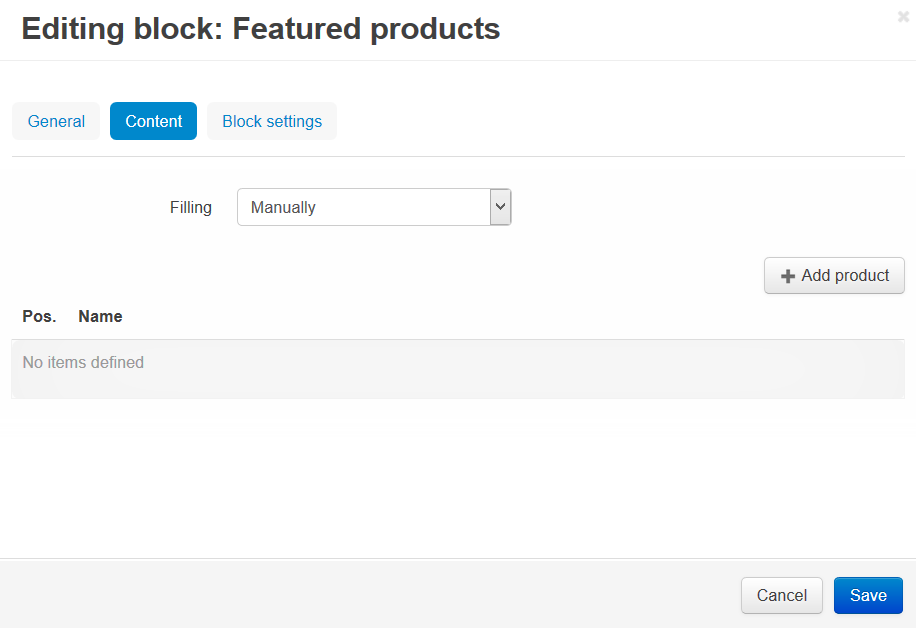 Editing block: Featured products
General Content Block settings
Filling Manually
Add product
Pos. Name
No items defined
Cancel Save